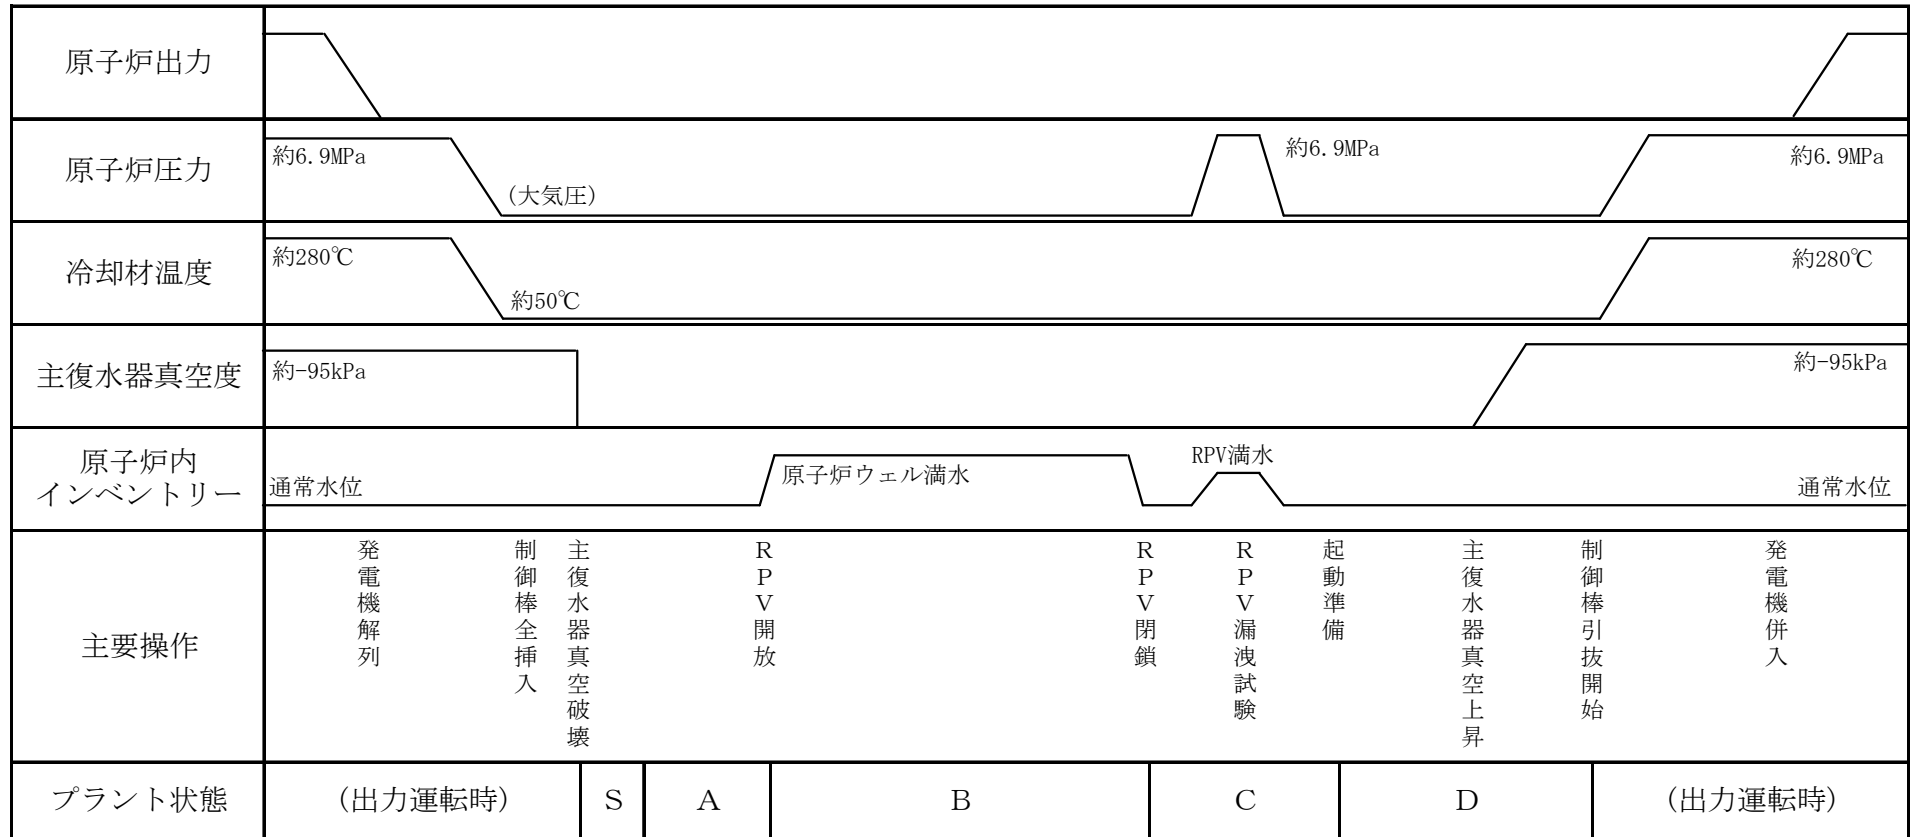 原子炉出力
原子炉圧力
約6.9MPa
(大気圧)
約6.9MPa
約6.9MPa
冷却材温度
約280℃
約50℃
約280℃
主復水器真空度
約-95kPa
約-95kPa
原子炉内
インベントリー
通常水位
原子炉ウェル満水
RPV満水
通常水位
主要操作
発電機解列
制御棒全挿入
主復水器真空破壊
RPV開放
RPV閉鎖
RPV漏洩試験
起動準備
主復水器真空上昇
制御棒引抜開始
発電機併入
プラント状態
(出力運転時)
S
A
B
C
D
(出力運転時)